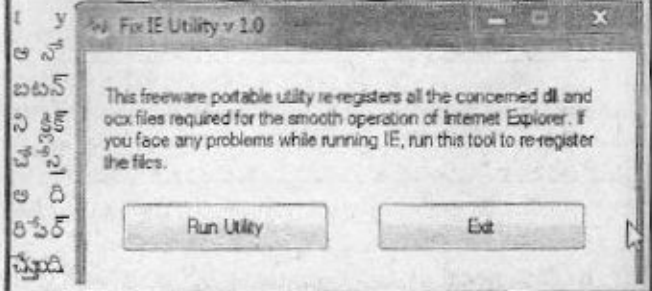 t y
ఆ నే
బటన్
ని క్లిక్
చేస్తే
అ ది
రిపేర్
చేస్తుంది
Fix IE Utility v 1.0
This freeware portable utility re-registers all the concerned dll and
ocx files required for the smooth operation of Internet Explorer. If
you face any problems while running IE, run this tool to re-register
the files.
Run Utility
Exit